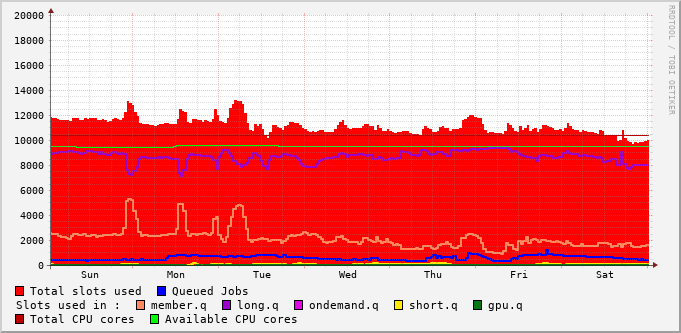 20000
18000
16000
14000
12000
10000
8000
6000
4000
2000
0
Sun Mon Tue Wed Thu Fri Sat
Total slots used Queued Jobs
Slots used in : member.q long.q ondemand.q short.q gpu.q
Total CPU cores Available CPU cores
RRDTOOL / TOBI OETIKER